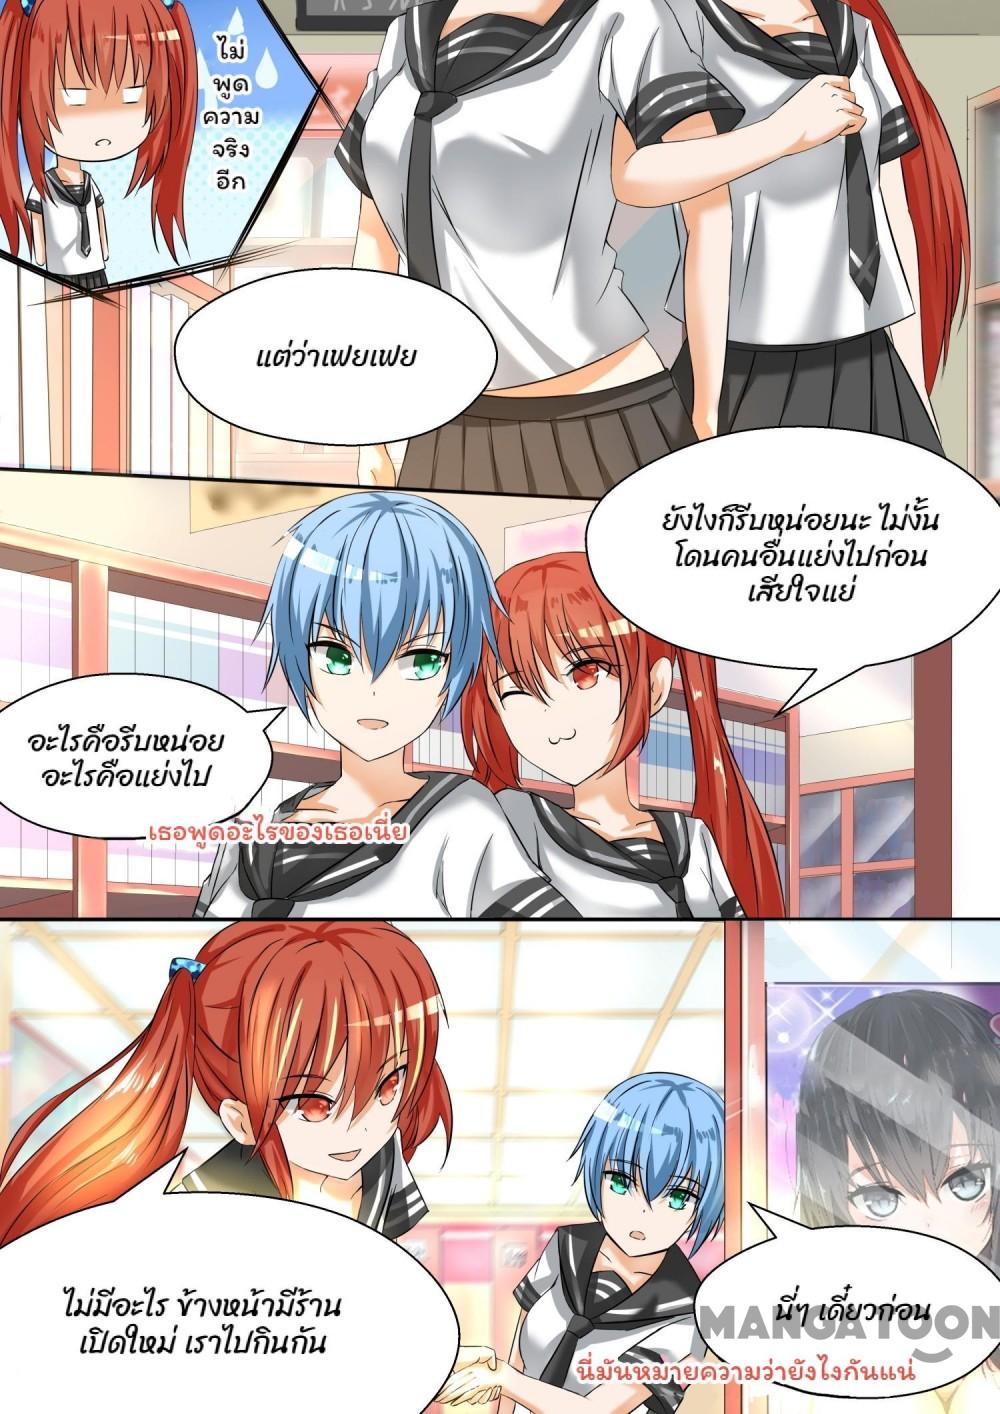 ไม่
พูด
ความ
จริง
อีก
แต่ว่าเฟยเฟย
ยังไงก็รีบหน่อยนะ ไม่งั้น
โดนคนอื่นแย่งไปก่อน
เสียใจแย่
อะไรคือรีบหน่อย
อะไรคือแย่งไป
เธอพูดอะไรของเธอเนี่ย
ไม่มีอะไร ข้างหน้ามีร้าน
เปิดใหม่ เราไปกินกัน
นี่ๆ เดี๋ยวก่อน
MANGATOON
นี่มันหมายความว่ายังไงกันแน่